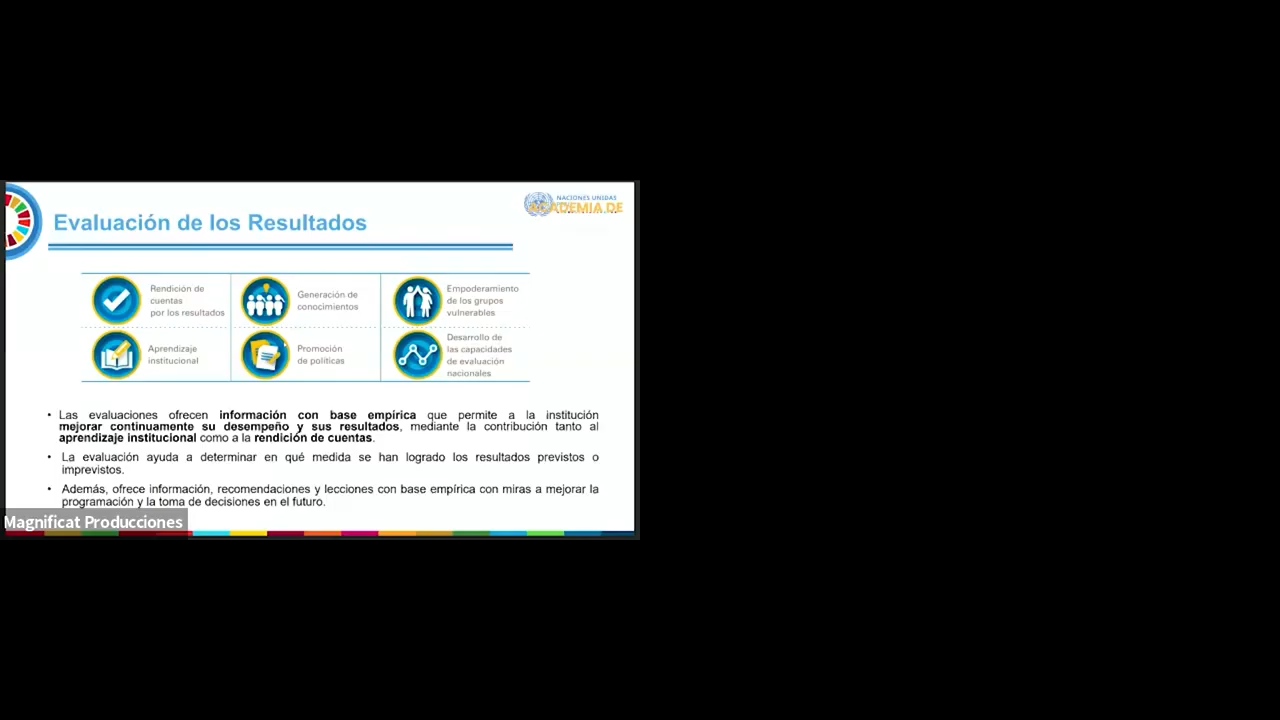 NACIONES UNIDAS
ACADEMIA DE
Evaluación de los Resultados
Rendición de
cuentas
por los resultados
Generación de
conocimientos
Empoderamiento
de los grupos
vulnerables
Aprendizaje
institucional
Promoción
de políticas
Desarrollo de
las capacidades
de evaluación
nacionales
• Las evaluaciones ofrecen información con base empírica que permite a la institución
mejorar continuamente su desempeño y sus resultados, mediante la contribución tanto al
aprendizaje institucional como a la rendición de cuentas.
• La evaluación ayuda a determinar en qué medida se han logrado los resultados previstos o
imprevistos.
• Además, ofrece información, recomendaciones y lecciones con base empírica con miras a mejorar la
programación y la toma de decisiones en el futuro.
Magnificat Producciones